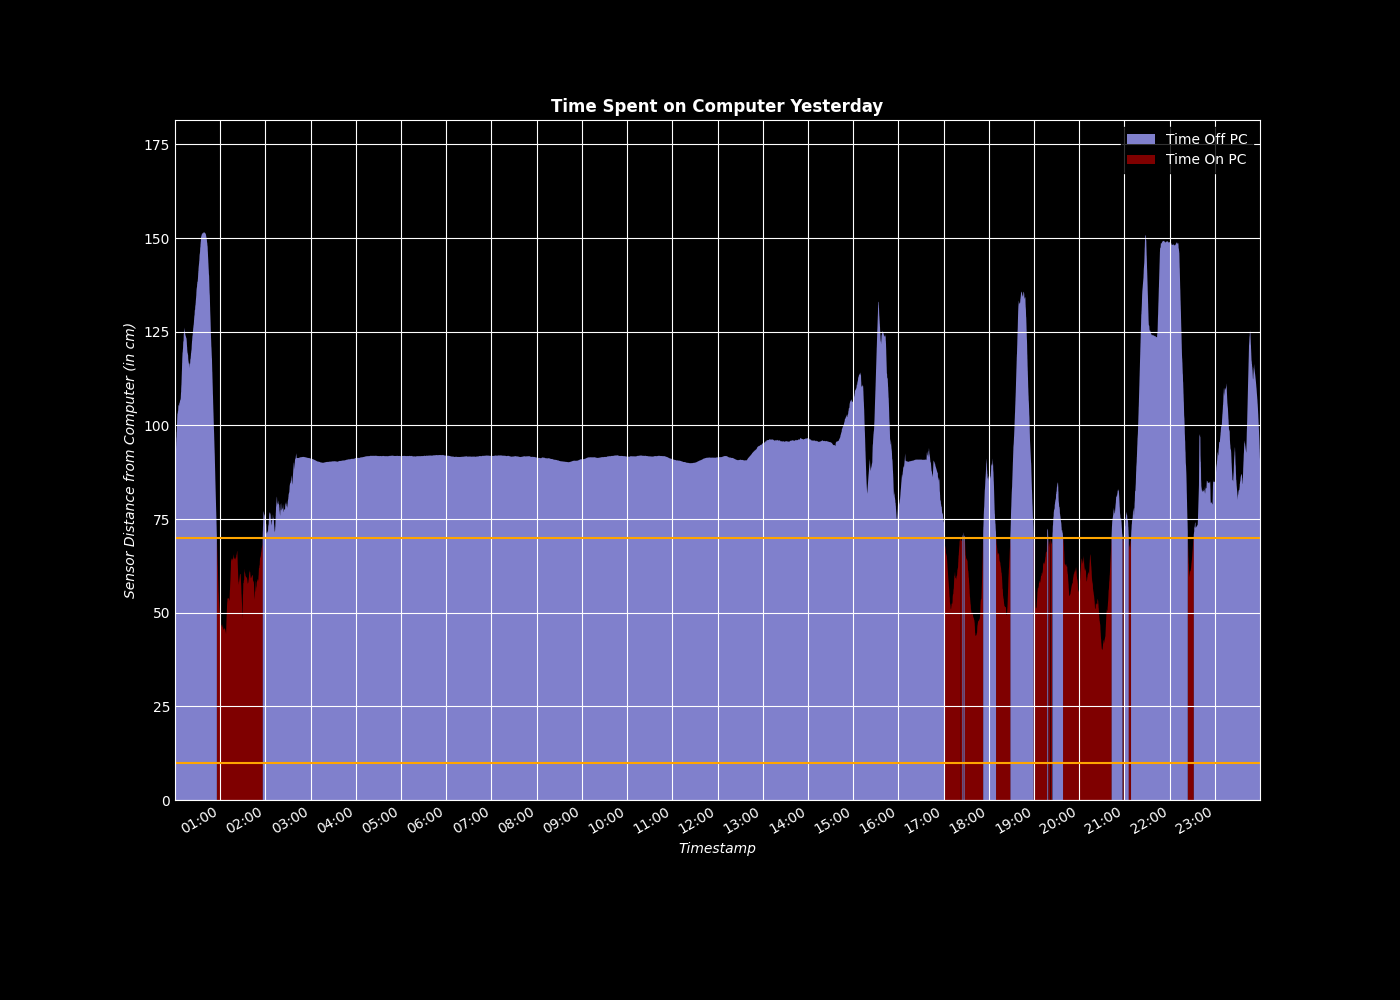 Time Spent on Computer Yesterday
Time Off PC
Time On PC
175
150
125
100
75
50
25
0
Sensor Distance from Computer (in cm)
01:00 02:00 03:00 04:00 05:00 06:00 07:00 08:00 09:00 10:00 11:00 12:00 13:00 14:00 15:00 16:00 17:00 18:00 19:00 20:00 21:00 22:00 23:00
Timestamp